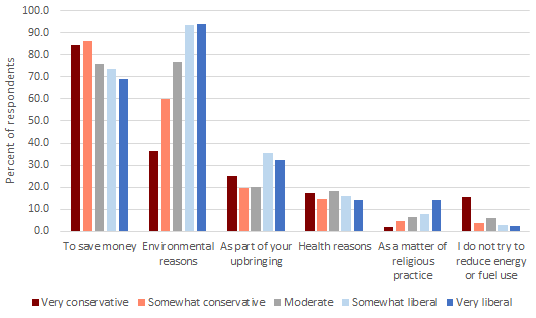 100.0
90.0
80.0
70.0
60.0
50.0
40.0
30.0
20.0
10.0
0.0
Percent of respondents
To save money
Environmental
reasons
As part of your
upbringing
Health reasons
As a matter of
religious
practice
I do not try to
reduce energy
or fuel use
Very conservative
Somewhat conservative
Moderate
Somewhat liberal
Very liberal